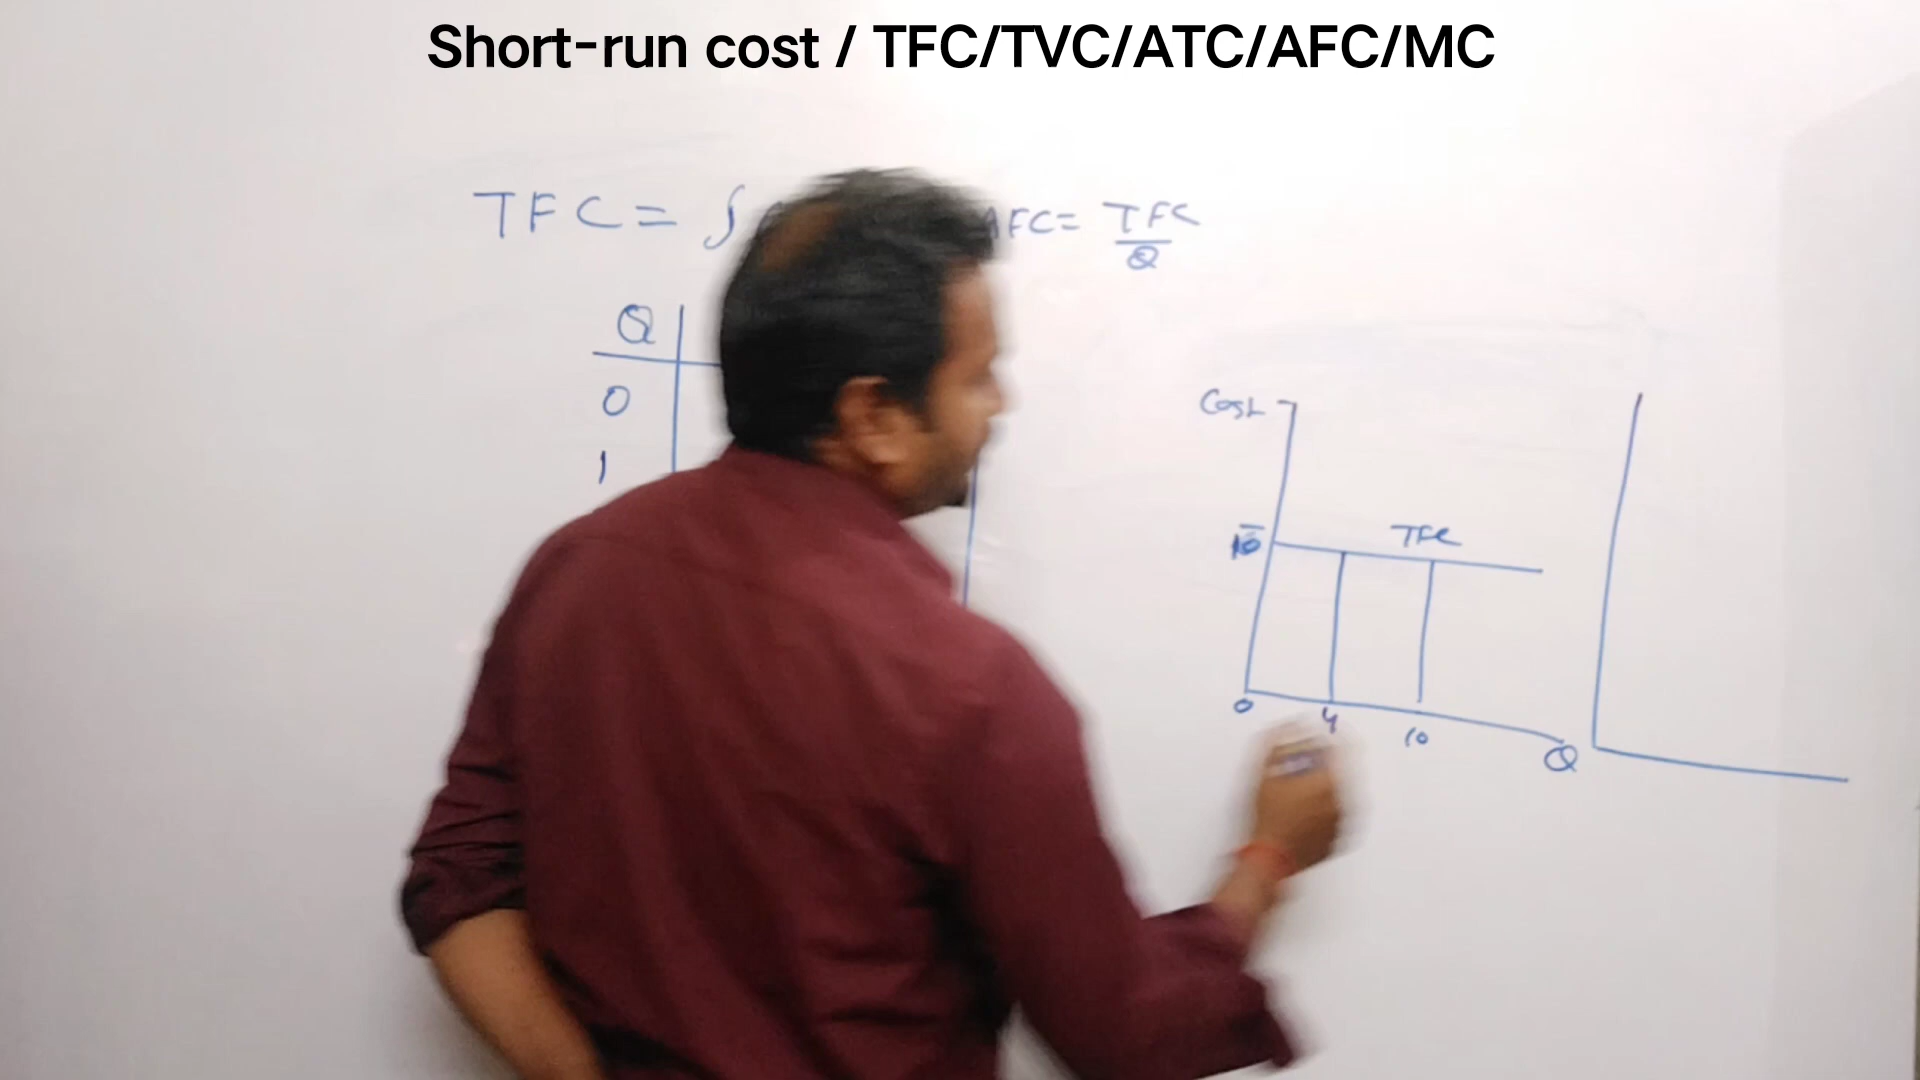 Short-run cost / TFC/TVC/ATC/AFC/MC
TFC = ∫
AFC = TFC
Q
Q
0
1
Cost
10
TFC
0
4
10
Q